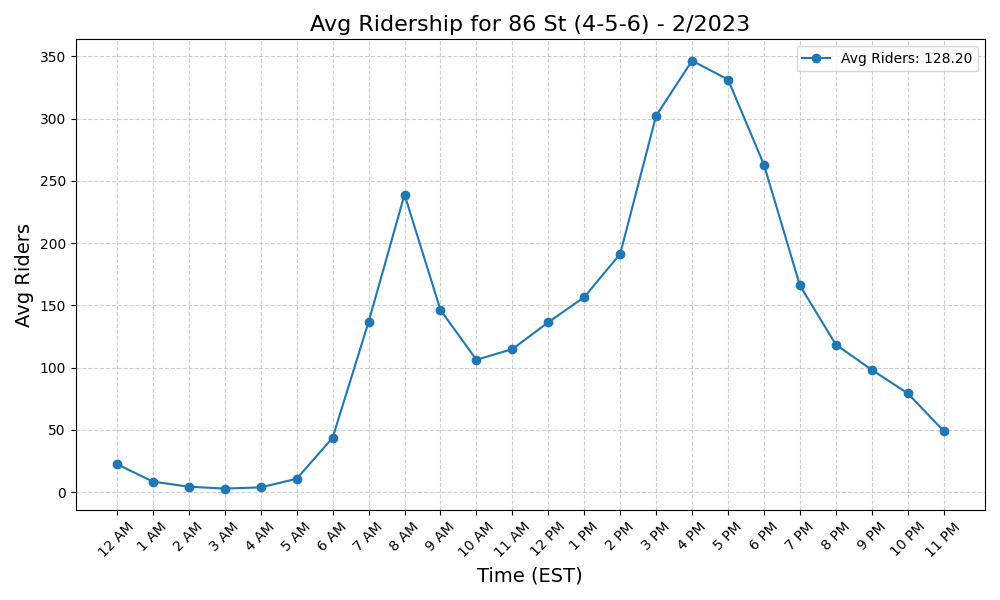 Avg Ridership for 86 St (4-5-6) - 2/2023
Avg Riders: 128.20
Avg Riders
350
300
250
200
150
100
50
0
12 AM
1 AM
2 AM
3 AM
4 AM
5 AM
6 AM
7 AM
8 AM
9 AM
10 AM
11 AM
12 PM
1 PM
2 PM
3 PM
4 PM
5 PM
6 PM
7 PM
8 PM
9 PM
10 PM
11 PM
Time (EST)